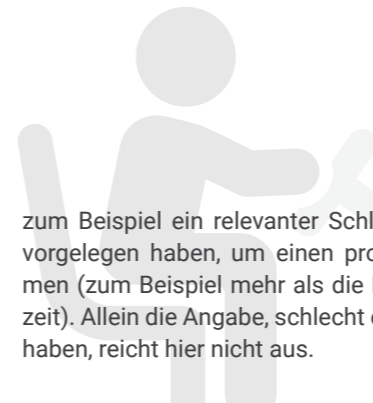 zum Beispiel ein relevanter
vorgelegen haben, um einen
men (zum Beispiel mehr als die
zeit). Allein die Angabe, schlecht
haben, reicht hier nicht aus.